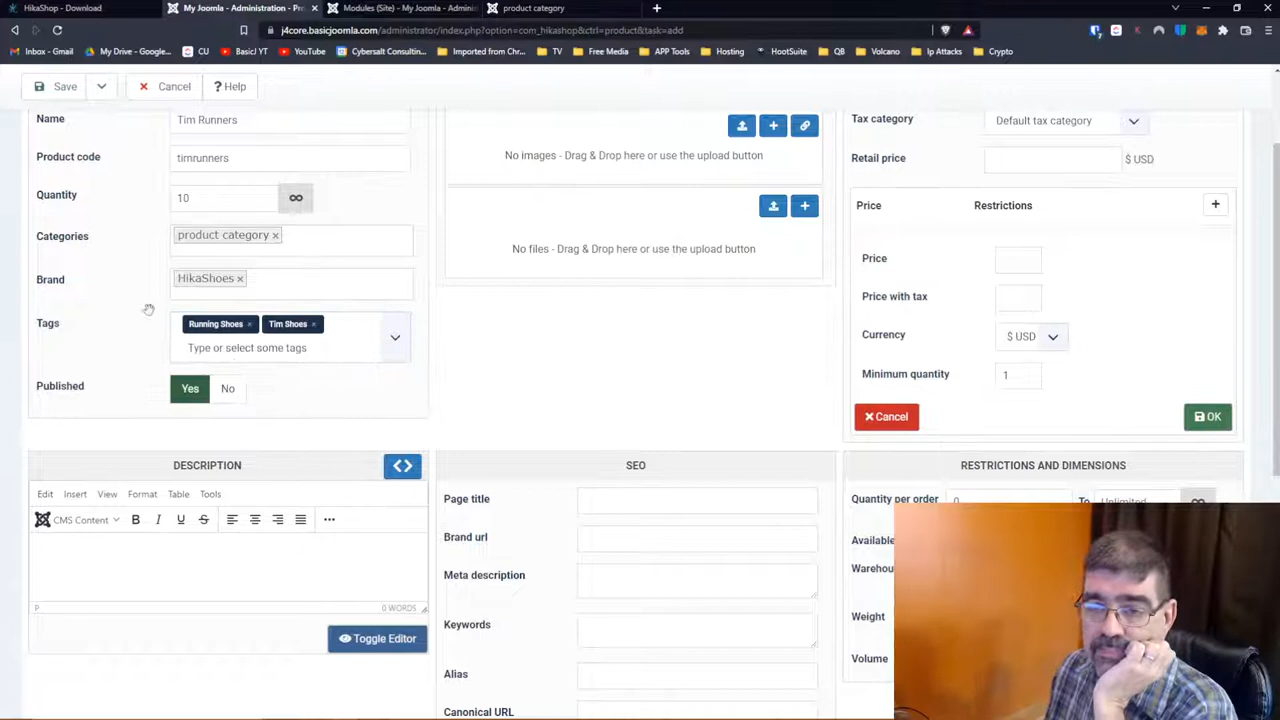 HikaShop - Download
My Joomla - Administration - Pr
Modules (Site) - My Joomla - Admini
product category
j4core.basicjoomla.com/administrator/index.php?option=com_hikashop&ctrl=product&task=add
Inbox - Gmail
My Drive - Google...
CU
Basic! YT
YouTube
Cybersalt Consulting...
Imported from Chr...
TV
Free Media
APP Tools
Hosting
HootSuite
QB
Volcano
Ip Attacks
Crypto
Save
Cancel
? Help
Name
Tim Runners
Product code
timrunners
Quantity
10
Categories
product category ×
Brand
HikaShoes ×
Tags
Running Shoes ×
Tim Shoes ×
Type or select some tags
Published
Yes
No
No images - Drag & Drop here or use the upload button
No files - Drag & Drop here or use the upload button
Tax category
Default tax category
Retail price
$ USD
Price
Restrictions
Price
Price with tax
Currency
$ USD
Minimum quantity
1
Cancel
OK
DESCRIPTION
Edit
Insert
View
Format
Table
Tools
CMS Content
B
I
U
S
P
0 WORDS
Toggle Editor
SEO
Page title
Brand url
Meta description
Keywords
Alias
Canonical URL
RESTRICTIONS AND DIMENSIONS
Quantity per order
0
To
Unlimited
Available
Warehou
Weight
Volume